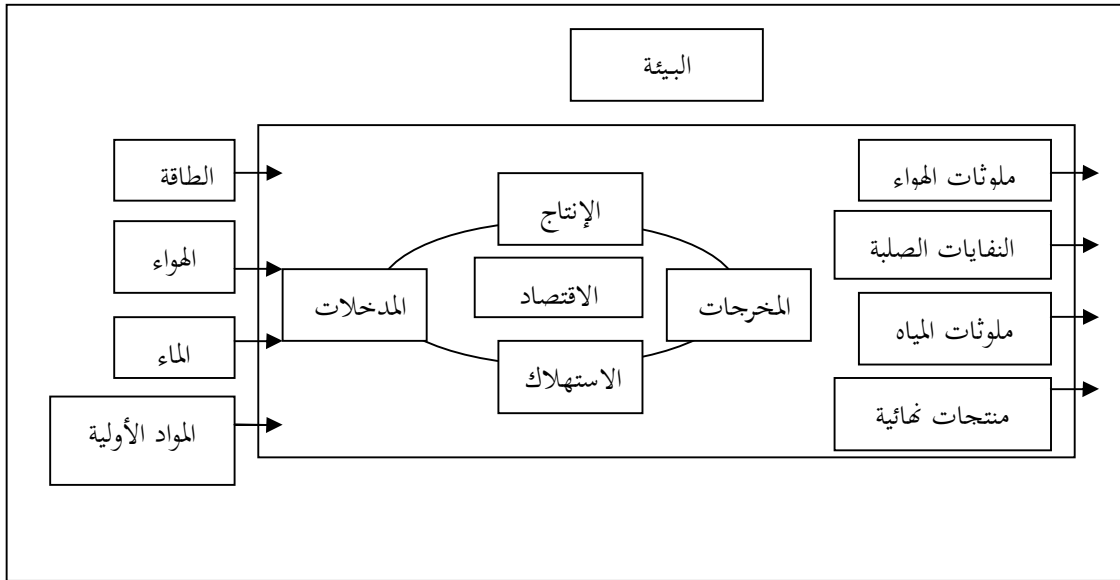 البيئة
الطاقة
الهواء
الماء
المواد الأولية
الإنتاج
المدخلات
الاقتصاد
المخرجات
الاستهلاك
ملوثات الهواء
النفايات الصلبة
ملوثات المياه
منتجات نهائية